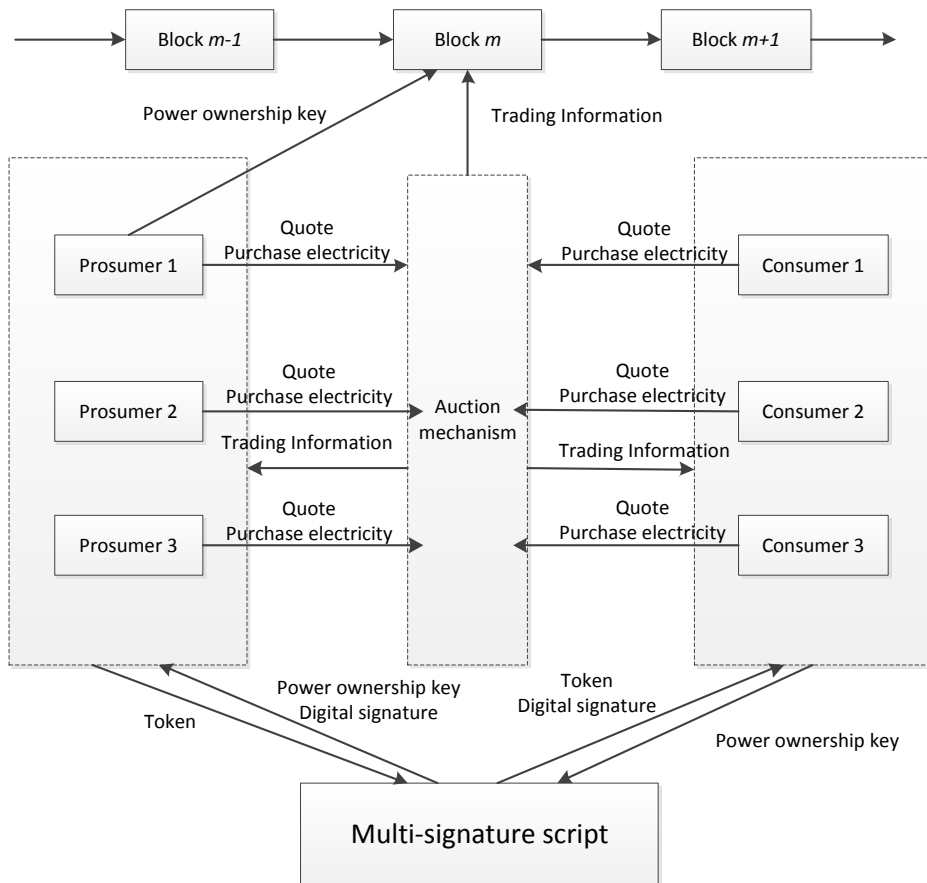 Block m-1
Block m
Block m+1
Power ownership key
Trading Information
Quote
Purchase electricity
Quote
Purchase electricity
Prosumer 1
Consumer 1
Quote
Purchase electricity
Quote
Purchase electricity
Prosumer 2
Auction
mechanism
Consumer 2
Trading Information
Trading Information
Quote
Purchase electricity
Quote
Purchase electricity
Prosumer 3
Consumer 3
Power ownership key
Digital signature
Token
Digital signature
Token
Power ownership key
Multi-signature script